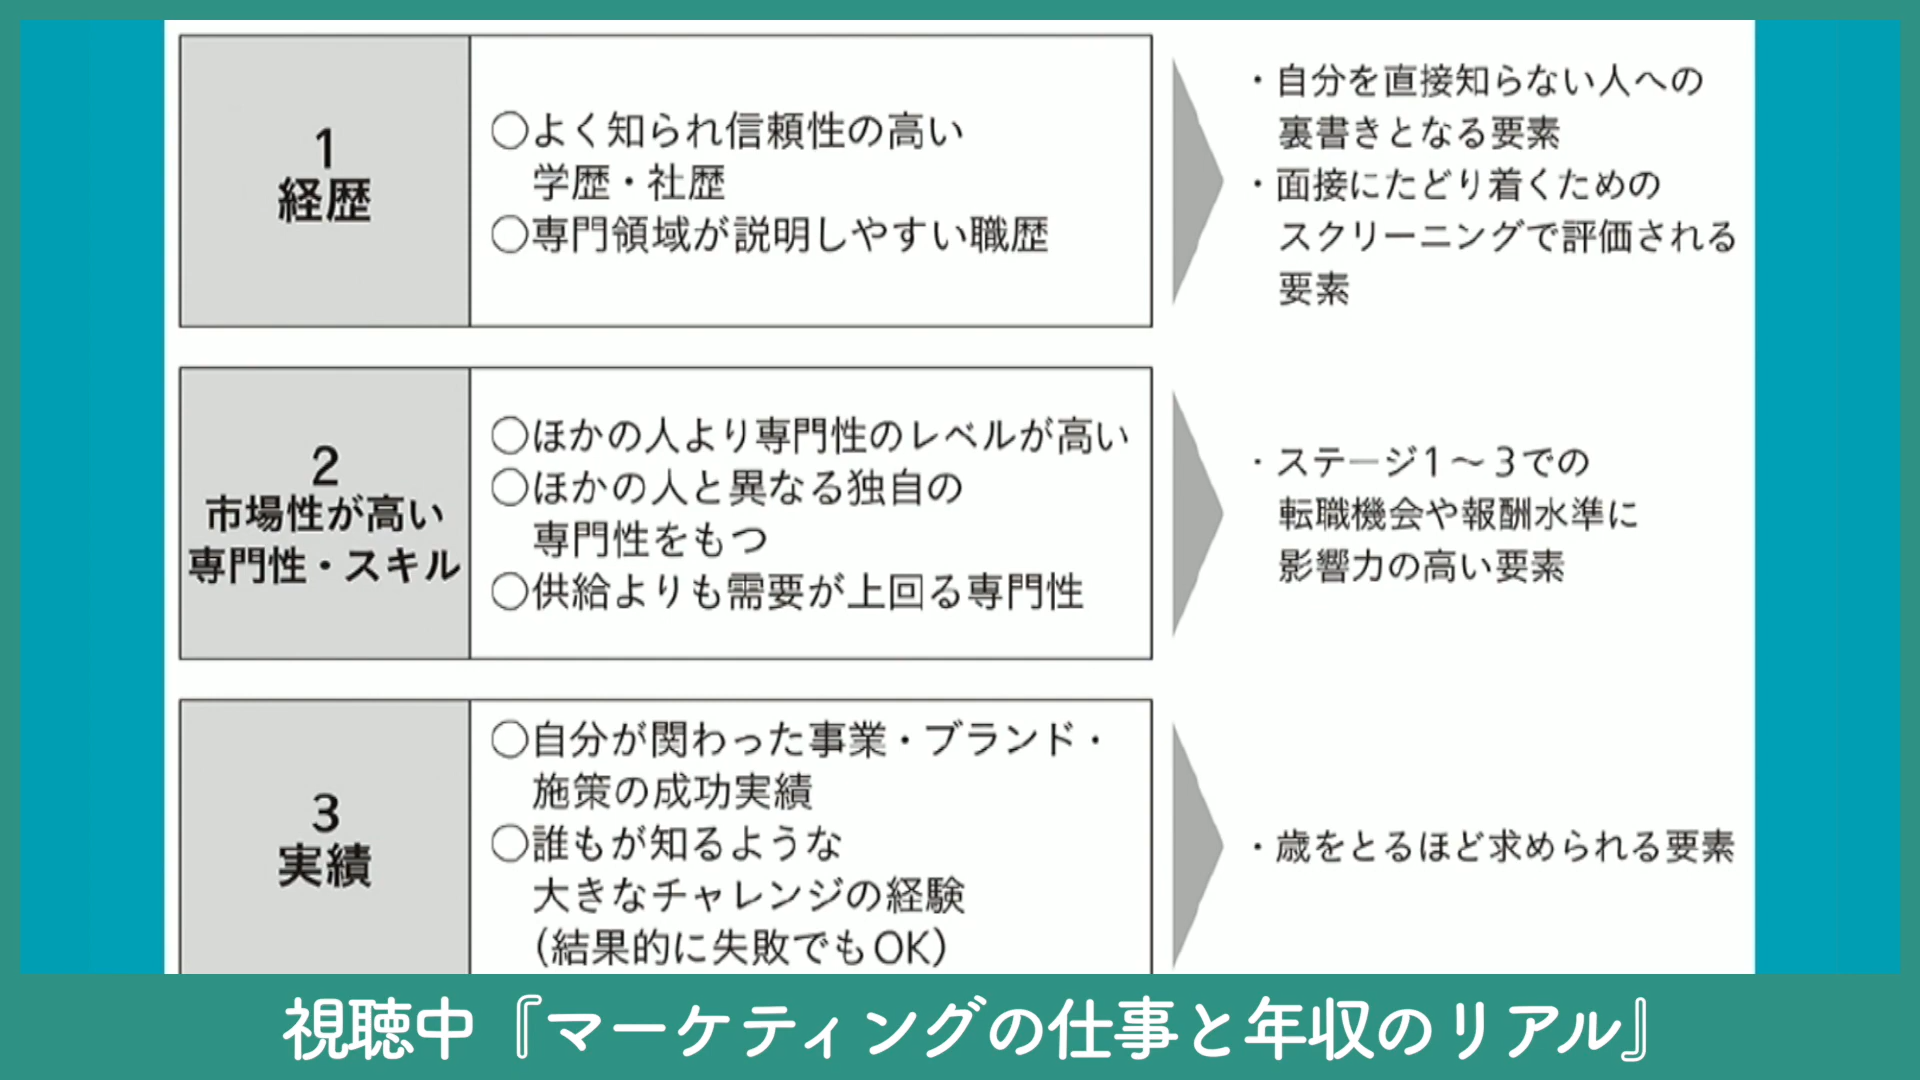 1
経歴
○よく知られ信頼性の高い
学歴・社歴
○専門領域が説明しやすい職歴
・自分を直接知らない人への
裏書きとなる要素
・面接にたどり着くための
スクリーニングで評価される
要素
2
市場性が高い
専門性・スキル
○ほかの人より専門性のレベルが高い
○ほかの人と異なる独自の
専門性をもつ
○供給よりも需要が上回る専門性
・ステージ1～3での
転職機会や報酬水準に
影響力の高い要素
3
実績
○自分が関わった事業・ブランド・
施策の成功実績
○誰もが知るような
大きなチャレンジの経験
(結果的に失敗でもOK)
・歳をとるほど求められる要素
視聴中『マーケティングの仕事と年収のリアル』